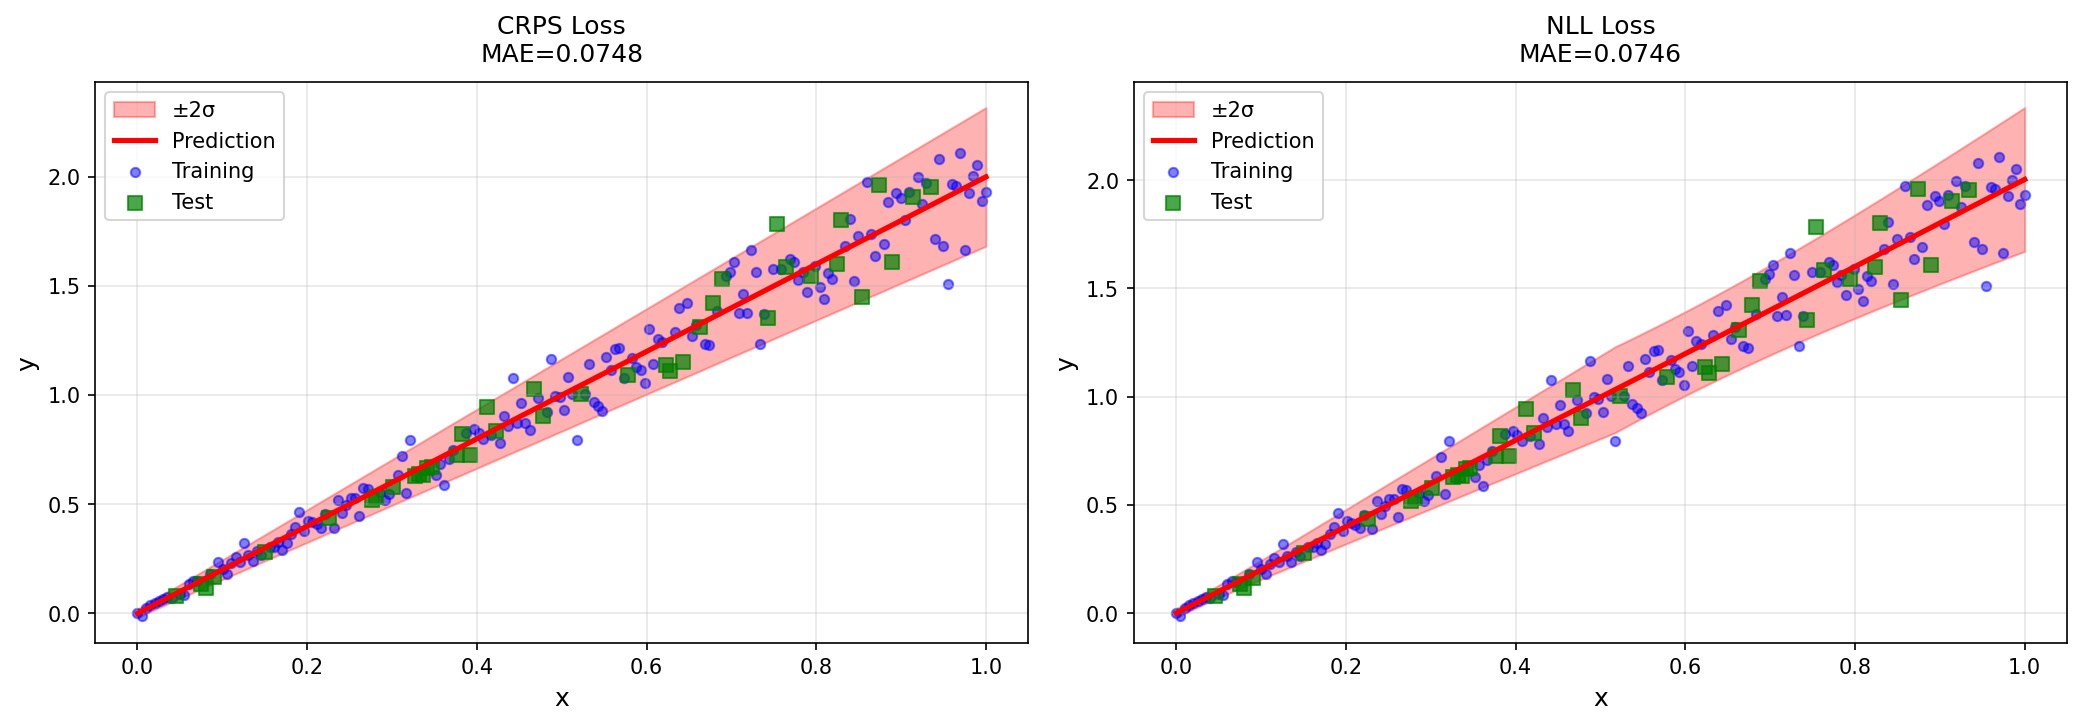 CRPS Loss
MAE=0.0748
±2σ
Prediction
Training
Test
y
2.0
1.5
1.0
0.5
0.0
0.0 0.2 0.4 0.6 0.8 1.0
x
NLL Loss
MAE=0.0746
±2σ
Prediction
Training
Test
y
2.0
1.5
1.0
0.5
0.0
0.0 0.2 0.4 0.6 0.8 1.0
x